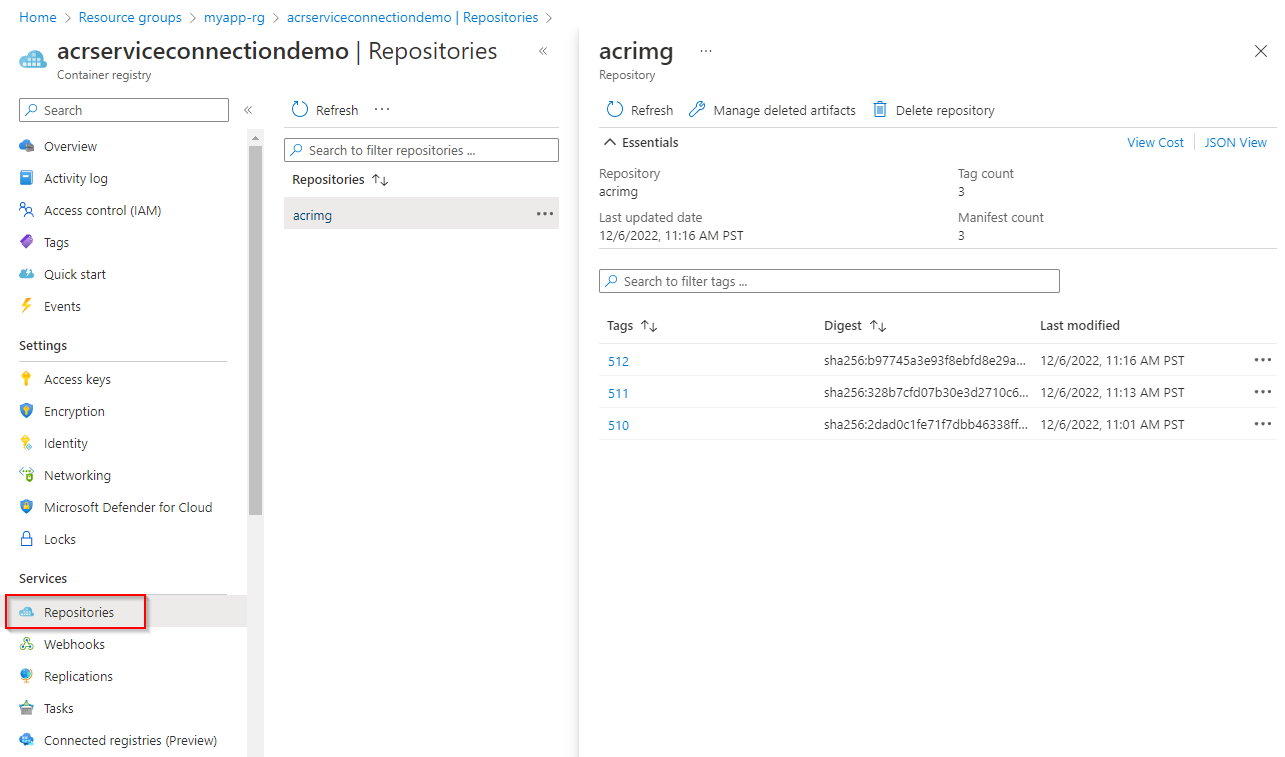 Home > Resource groups > myapp-rg > acrserviceconnectiondemo | Repositories >
acrserviceconnectiondemo | Repositories
Container registry
Search
Overview
Activity log
Access control (IAM)
Tags
Quick start
Events
Settings
Access keys
Encryption
Identity
Networking
Microsoft Defender for Cloud
Locks
Services
Repositories
Webhooks
Replications
Tasks
Connected registries (Preview)
Refresh ...
Search to filter repositories ...
Repositories
acrimg
acrimg ...
Repository
Refresh Manage deleted artifacts Delete repository
Essentials View Cost JSON View
Repository
acrimg
Last updated date
12/6/2022, 11:16 AM PST
Tag count
3
Manifest count
3
Search to filter tags ...
Tags Digest Last modified
512 sha256:b97745a3e93f8ebfd8e29a... 12/6/2022, 11:16 AM PST
511 sha256:328b7cfd07b30e3d2710c6... 12/6/2022, 11:13 AM PST
510 sha256:2dad0c1fe71f7dbb46338ff... 12/6/2022, 11:01 AM PST